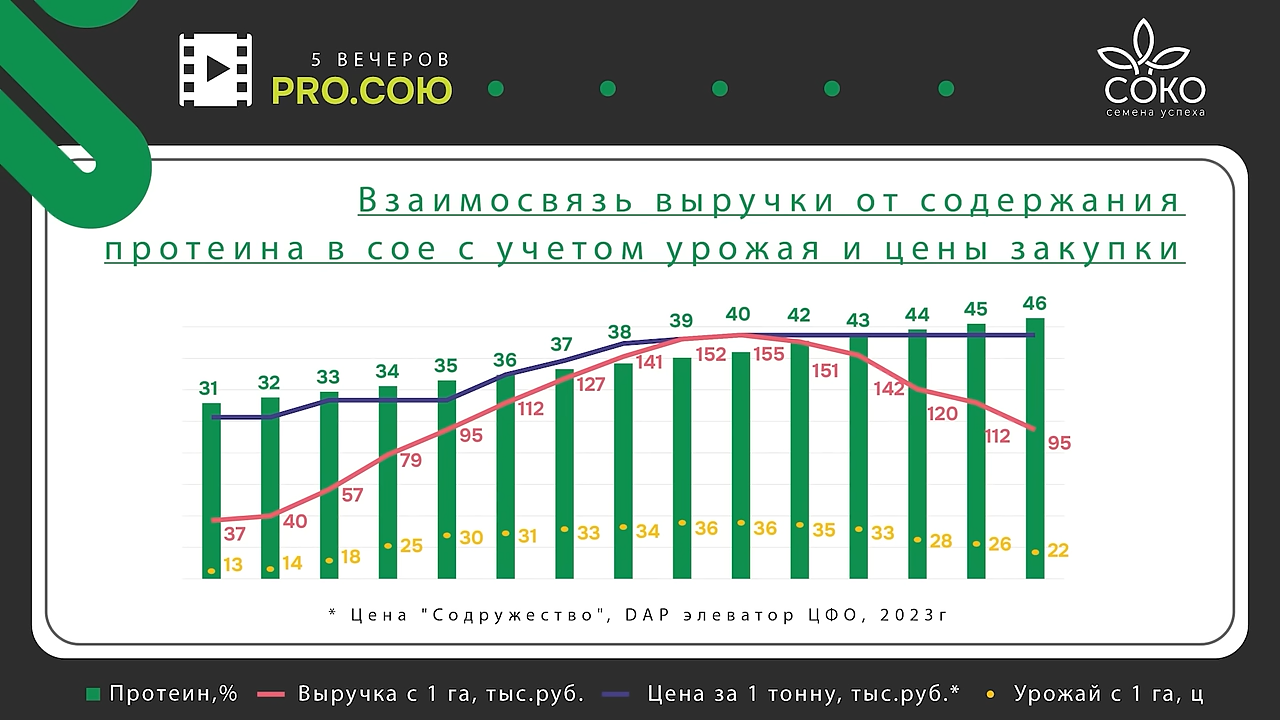 5 ВЕЧЕРОВ
PRO.СОЮ
СОКО
семена успеха
Взаимосвязь выручки от содержания
протеина в сое с учетом урожая и цены закупки
31 32 33 34 35 36 37 38 39 40 42 43 44 45 46
37 40 57 79 95 112 127 141 152 155 151 142 120 112 95
13 14 18 25 30 31 33 34 36 36 35 33 28 26 22
* Цена "Содружество", DAP элеватор ЦФО, 2023г
Протеин,% Выручка с 1 га, тыс.руб. Цена за 1 тонну, тыс.руб.* Урожай с 1 га, ц